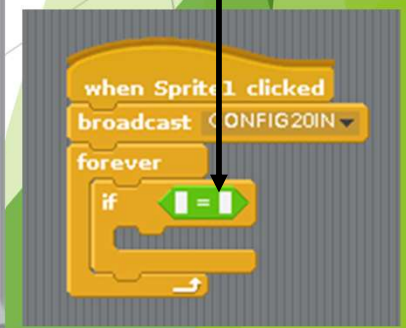 when Sprite1 clicked
broadcast CONFIG20IN
forever
if =